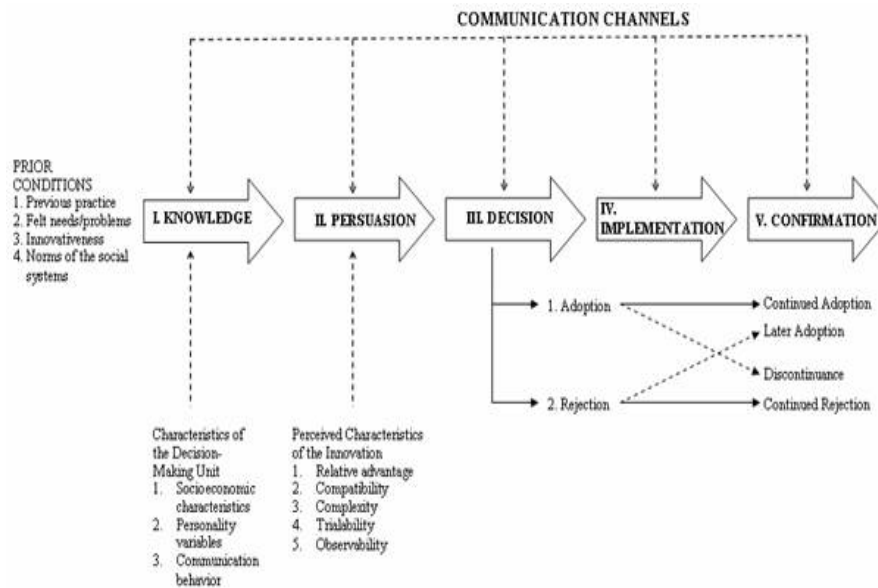 COMMUNICATION CHANNELS
PRIOR
CONDITIONS
1. Previous practice
2. Felt needs/problems
3. Innovativeness
4. Norms of the social
systems
I. KNOWLEDGE
II. PERSUASION
III. DECISION
IV.
IMPLEMENTATION
V. CONFIRMATION
1. Adoption
2. Rejection
Continued Adoption
Later Adoption
Discontinuance
Continued Rejection
Characteristics of
the Decision-
Making Unit
1. Socioeconomic
characteristics
2. Personality
variables
3. Communication
behavior
Perceived Characteristics
of the Innovation
1. Relative advantage
2. Compatibility
3. Complexity
4. Trialability
5. Observability